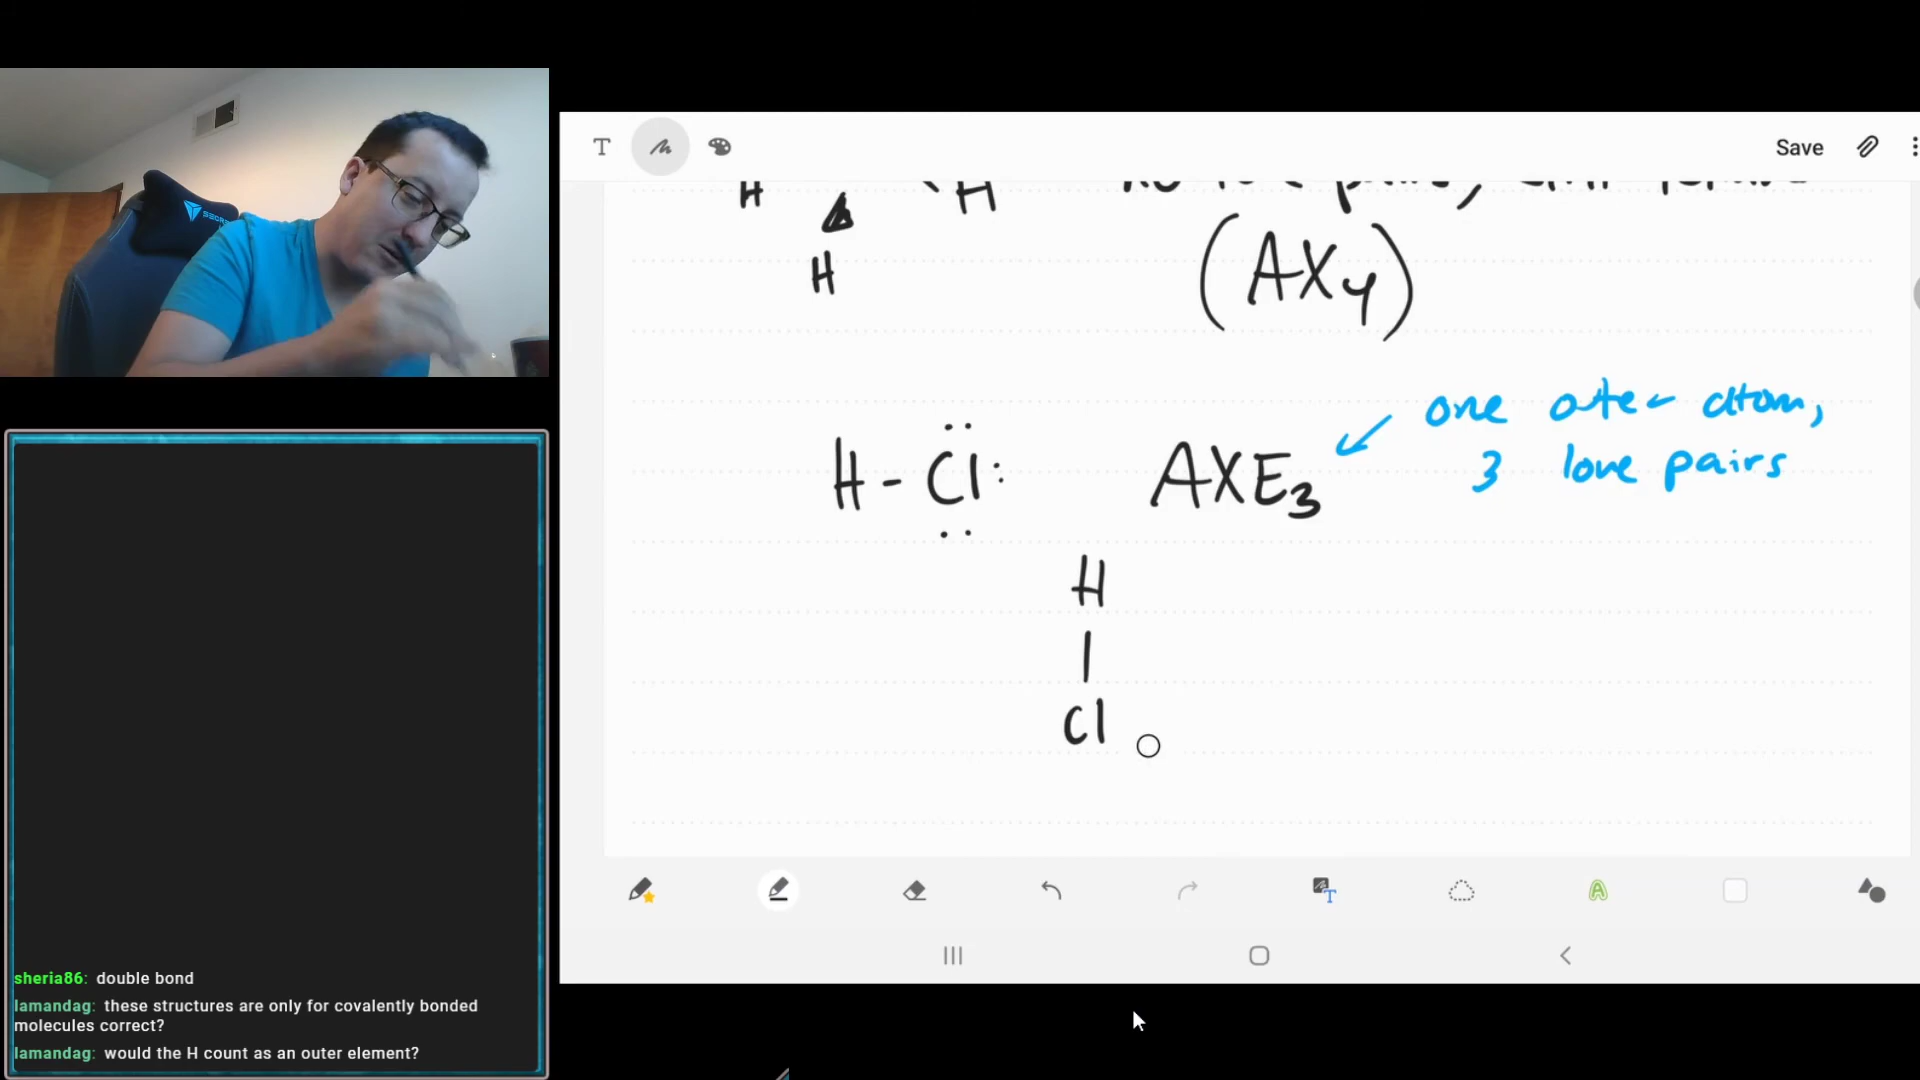 T Save
H H
H
(AXy)
one outer atom,
H - Cl: AXE3
3 lone pairs
H
|
Cl
T
A
sheria86: double bond
lamandag: these structures are only for covalently bonded
molecules correct?
lamandag: would the H count as an outer element?